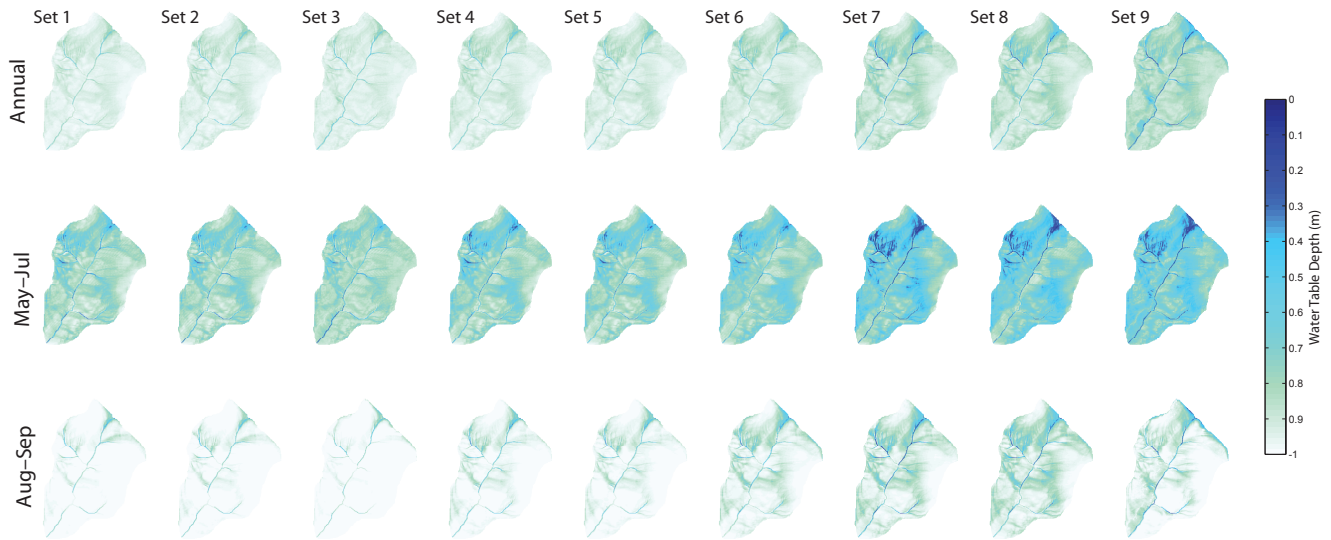 Set 1 Set 2 Set 3 Set 4 Set 5 Set 6 Set 7 Set 8 Set 9
Annual
May–Jul
Aug–Sep
0
0.1
0.2
0.3
0.4
0.5
0.6
0.7
0.8
0.9
-1
Water Table Depth (m)